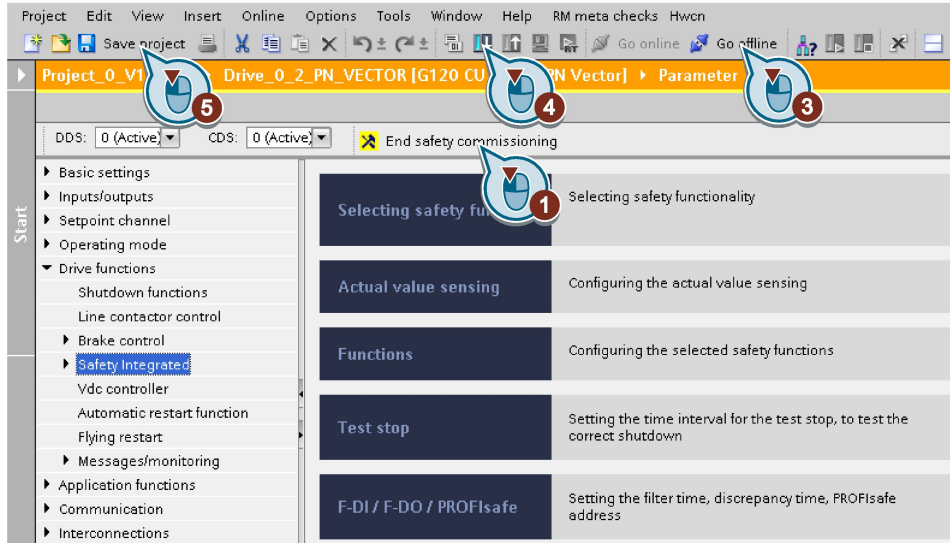 Project Edit View Insert Online Options Tools Window Help RM meta checks Hwcn
Save project Go online Go offline
Project_0_V1 Drive_0_2_PN_VECTOR [G120 CU PN Vector] Parameter
5
4
3
DDS: 0 (Active) CDS: 0 (Active) End safety commissioning
1
Start
Basic settings
Inputs/outputs
Setpoint channel
Operating mode
Drive functions
Shutdown functions
Line contactor control
Brake control
Safety Integrated
Vdc controller
Automatic restart function
Flying restart
Messages/monitoring
Application functions
Communication
Interconnections
Selecting safety fu
Selecting safety functionality
Actual value sensing
Configuring the actual value sensing
Functions
Configuring the selected safety functions
Test stop
Setting the time interval for the test stop, to test the
correct shutdown
F-DI / F-DO / PROFIsafe
Setting the filter time, discrepancy time, PROFIsafe
address